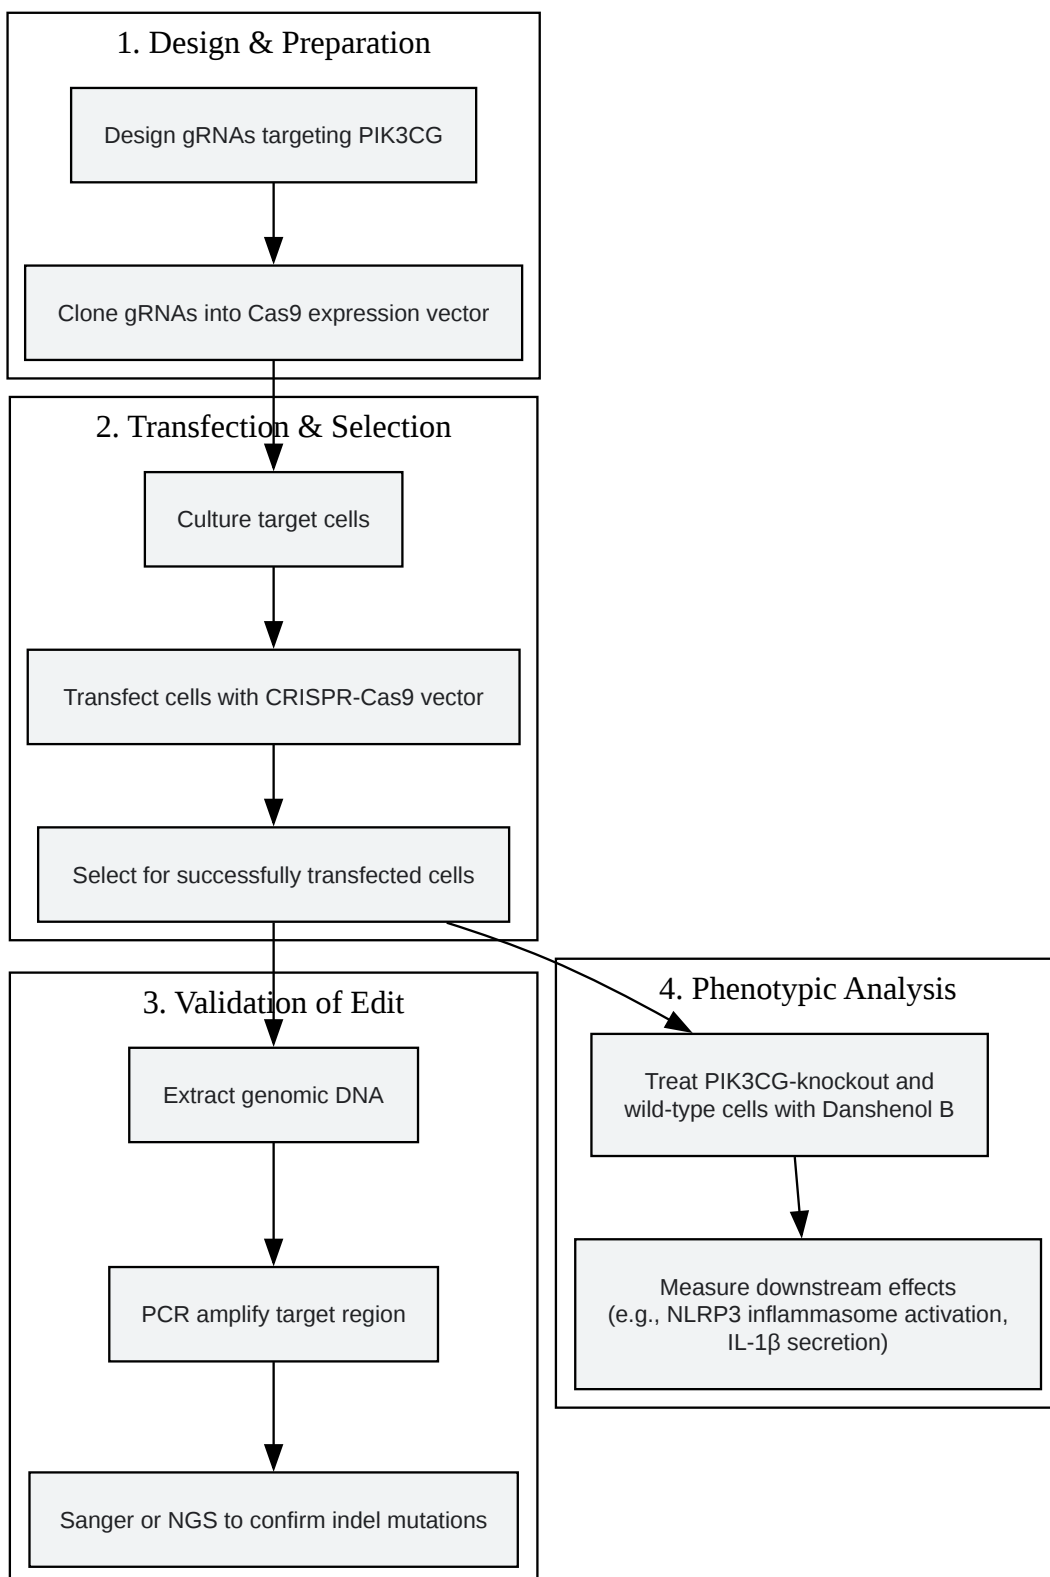 1. Design & Preparation
Design gRNAs targeting PIK3CG
Clone gRNAs into Cas9 expression vector
2. Transfection & Selection
Culture target cells
Transfect cells with CRISPR-Cas9 vector
Select for successfully transfected cells
3. Validation of Edit
Extract genomic DNA
PCR amplify target region
Sanger or NGS to confirm indel mutations
4. Phenotypic Analysis
Treat PIK3CG-knockout and
wild-type cells with Danshenol B
Measure downstream effects
(e.g., NLRP3 inflammasome activation,
IL-1β secretion)